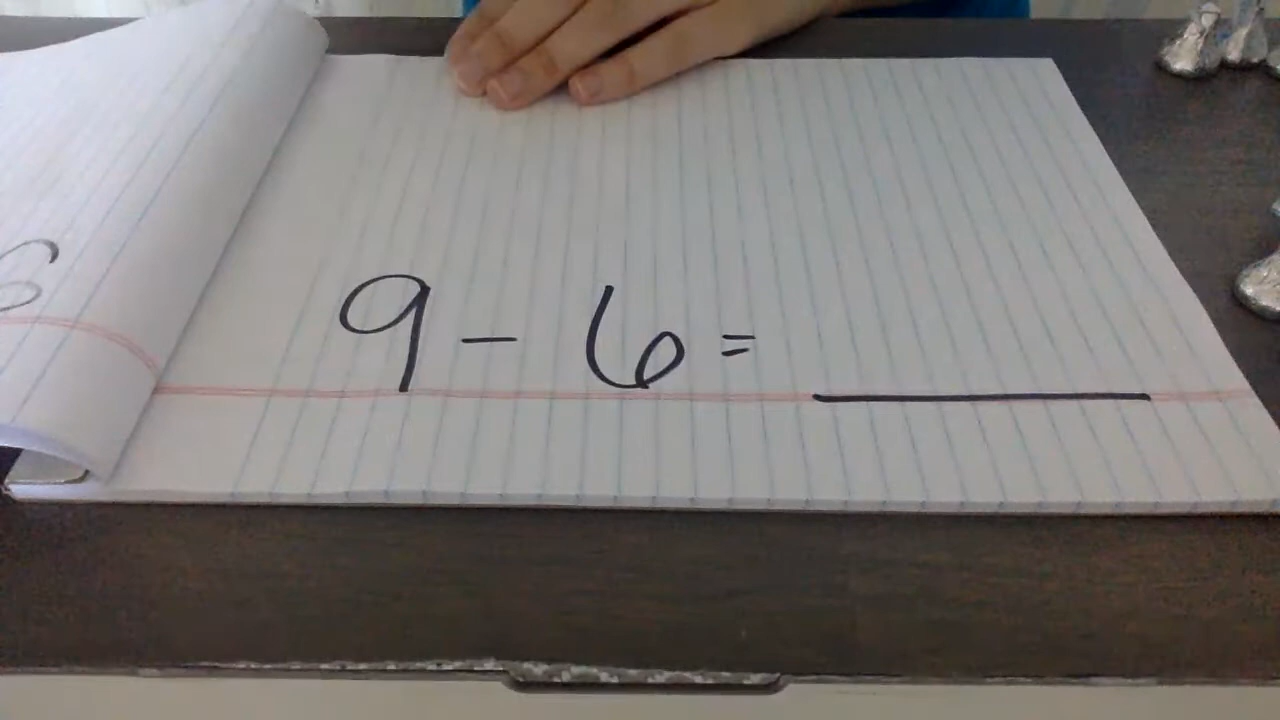 9 - 6 = ______